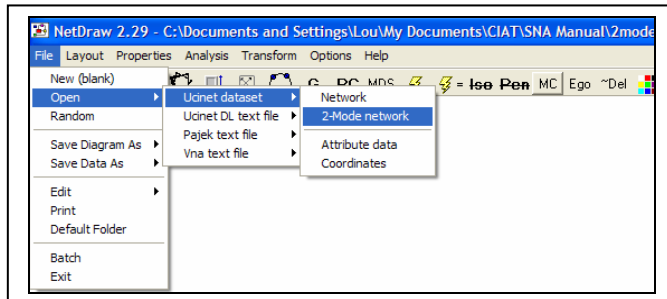 NetDraw 2.29 - C:\Documents and Settings\Lou\My Documents\CIAT\SNA Manual\2mode
File Layout Properties Analysis Transform Options Help
G PC MDS = Iso Pen MC Ego ~Del
New (blank)
Open
Random
Save Diagram As
Save Data As
Edit
Print
Default Folder
Batch
Exit
Ucinet dataset
Ucinet DL text file
Pajek text file
Vna text file
Network
2-Mode network
Attribute data
Coordinates